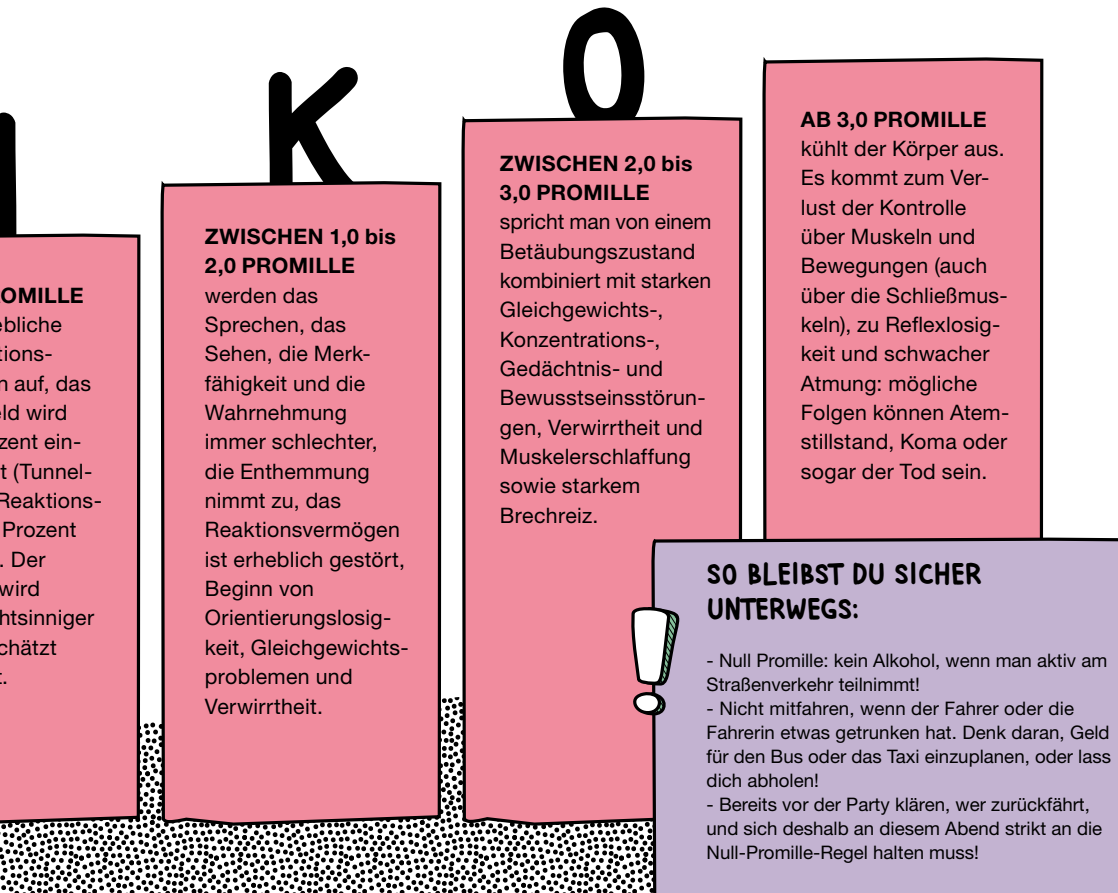 K
O
OMILLE
ebliche
tions-
n auf, das
eld wird
zent ein-
t (Tunnel-
Reaktions-
Prozent
. Der
wird
htsinniger
chätzt
t.
ZWISCHEN 1,0 bis
2,0 PROMILLE
werden das
Sprechen, das
Sehen, die Merk-
fähigkeit und die
Wahrnehmung
immer schlechter,
die Enthemmung
nimmt zu, das
Reaktionsvermögen
ist erheblich gestört,
Beginn von
Orientierungslosig-
keit, Gleichgewichts-
problemen und
Verwirrtheit.
ZWISCHEN 2,0 bis
3,0 PROMILLE
spricht man von einem
Betäubungszustand
kombiniert mit starken
Gleichgewichts-,
Konzentrations-,
Gedächtnis- und
Bewusstseinsstörun-
gen, Verwirrtheit und
Muskelerschlaffung
sowie starkem
Brechreiz.
AB 3,0 PROMILLE
kühlt der Körper aus.
Es kommt zum Ver-
lust der Kontrolle
über Muskeln und
Bewegungen (auch
über die Schließmus-
keln), zu Reflexlosig-
keit und schwacher
Atmung: mögliche
Folgen können Atem-
stillstand, Koma oder
sogar der Tod sein.
SO BLEIBST DU SICHER
UNTERWEGS:
- Null Promille: kein Alkohol, wenn man aktiv am
Straßenverkehr teilnimmt!
- Nicht mitfahren, wenn der Fahrer oder die
Fahrerin etwas getrunken hat. Denk daran, Geld
für den Bus oder das Taxi einzuplanen, oder lass
dich abholen!
- Bereits vor der Party klären, wer zurückfährt,
und sich deshalb an diesem Abend strikt an die
Null-Promille-Regel halten muss!